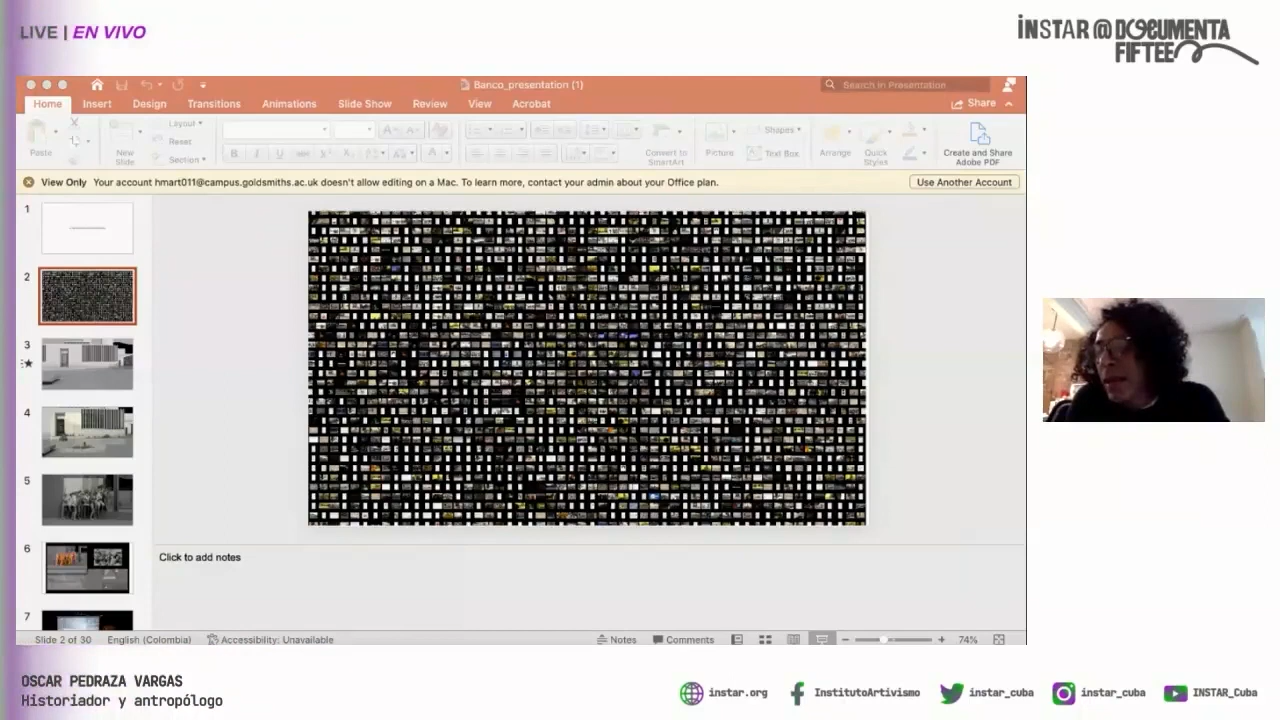 LIVE | EN VIVO
INSTAR @ DOCUMENTA
FIFTEEN
Banco_presentation (1)
Search in Presentation
Home Insert Design Transitions Animations Slide Show Review View Acrobat
Share
Paste
New
Slide
Layout
Reset
Section
Convert to
SmartArt
Picture
Shapes
Text Box
Arrange
Quick
Styles
Create and Share
Adobe PDF
View Only Your account hmart011@campus.goldsmiths.ac.uk doesn't allow editing on a Mac. To learn more, contact your admin about your Office plan.
Use Another Account
1
2
3
4
5
6
7
Click to add notes
Slide 2 of 30 English (Colombia) Accessibility: Unavailable
Notes Comments 74%
OSCAR PEDRAZA VARGAS
Historiador y antropólogo
instar.org InstitutoArtivismo instar_cuba instar_cuba INSTAR_Cuba